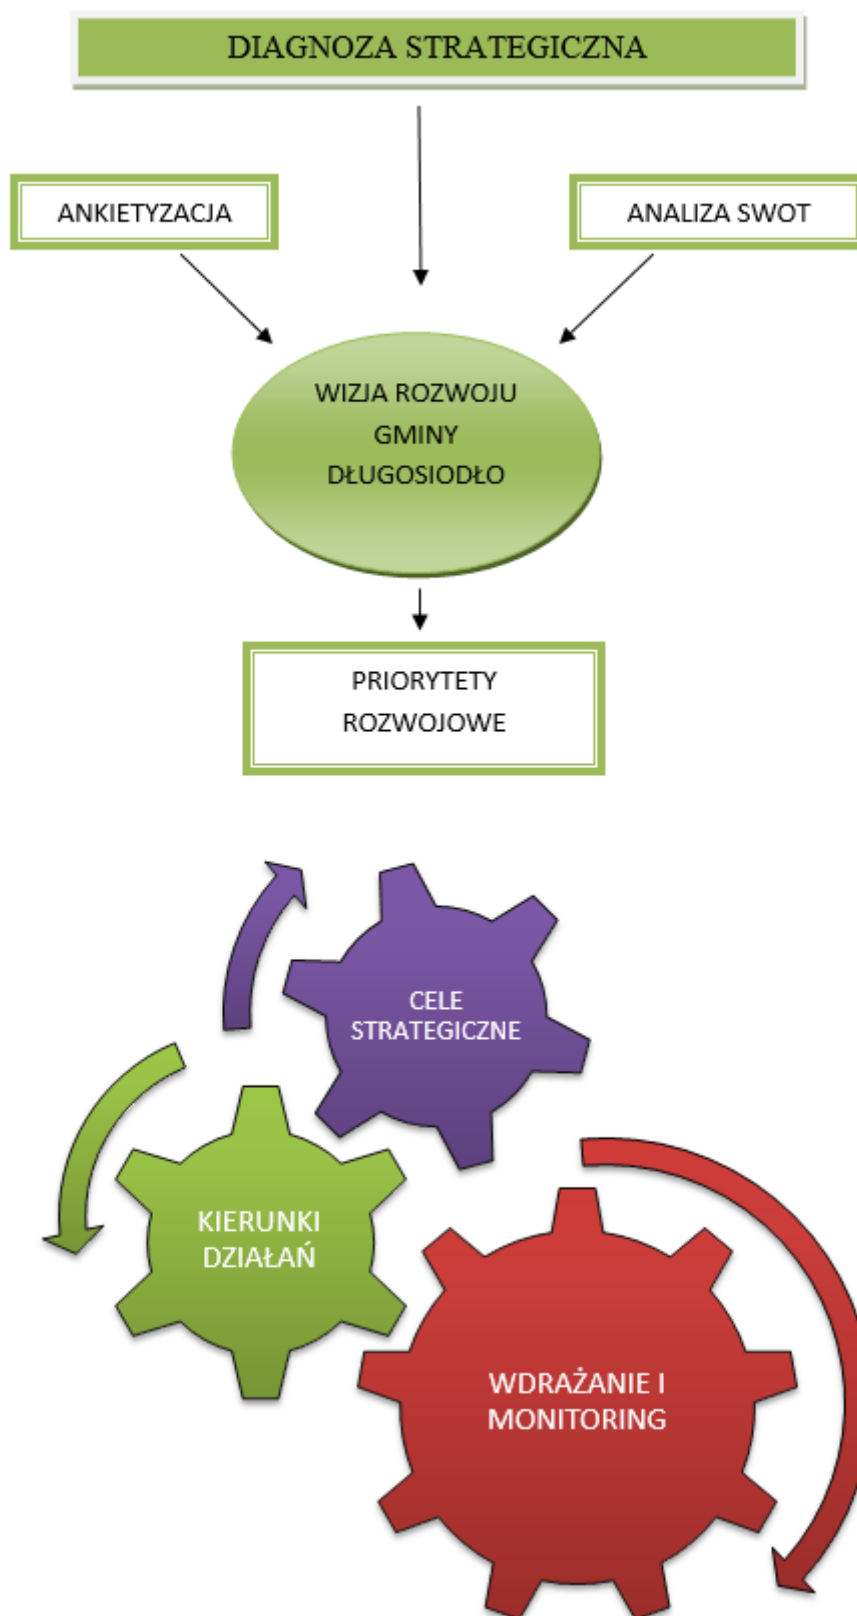 DIAGNOZA STRATEGICZNA
ANKIETYZACJA
ANALIZA SWOT
WIZJA ROZWOJU
GMINY
DŁUGOSIODŁO
PRIORYTETY
ROZWOJOWE
CELE
STRATEGICZNE
KIERUNKI
DZIAŁAŃ
WDRAŻANIE I
MONITORING